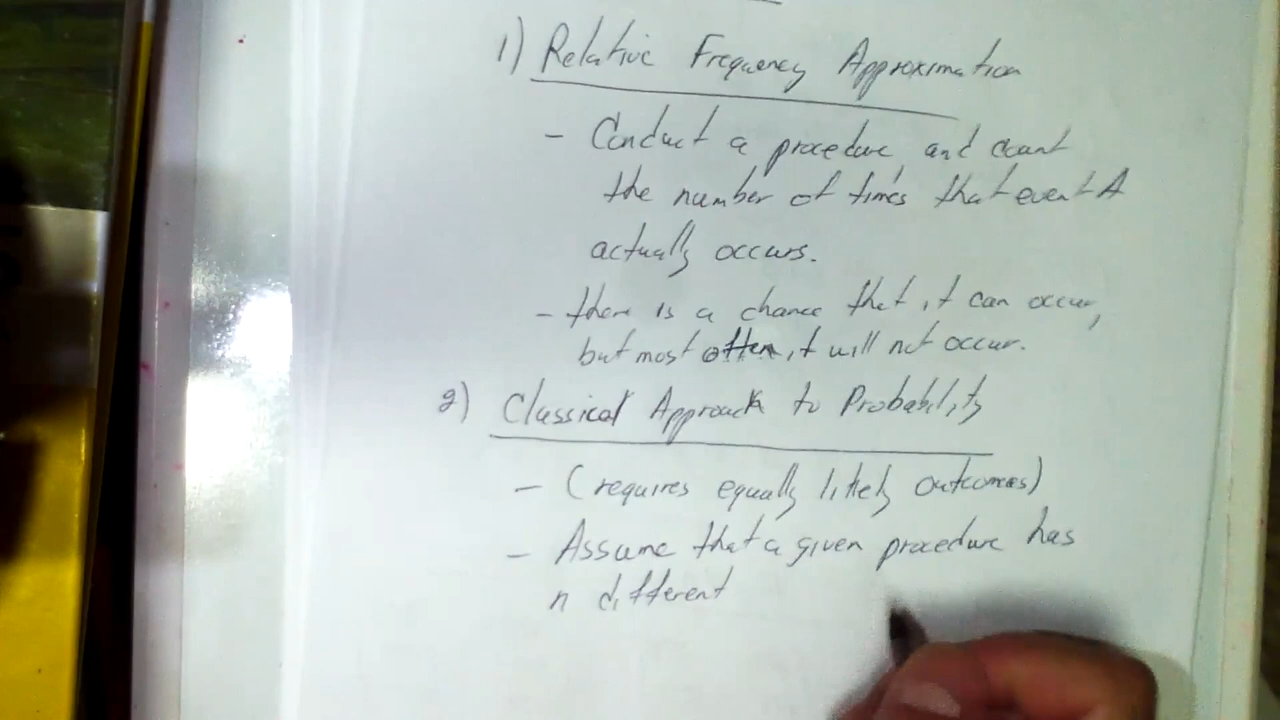 1) Relative Frequency Approximation
- Conduct a procedure, and count
the number of times that event A
actually occurs.
- there is a chance that it can occur,
but most often, it will not occur.
2) Classical Approach to Probability
- (requires equally likely outcomes)
- Assume that a given procedure has
n different